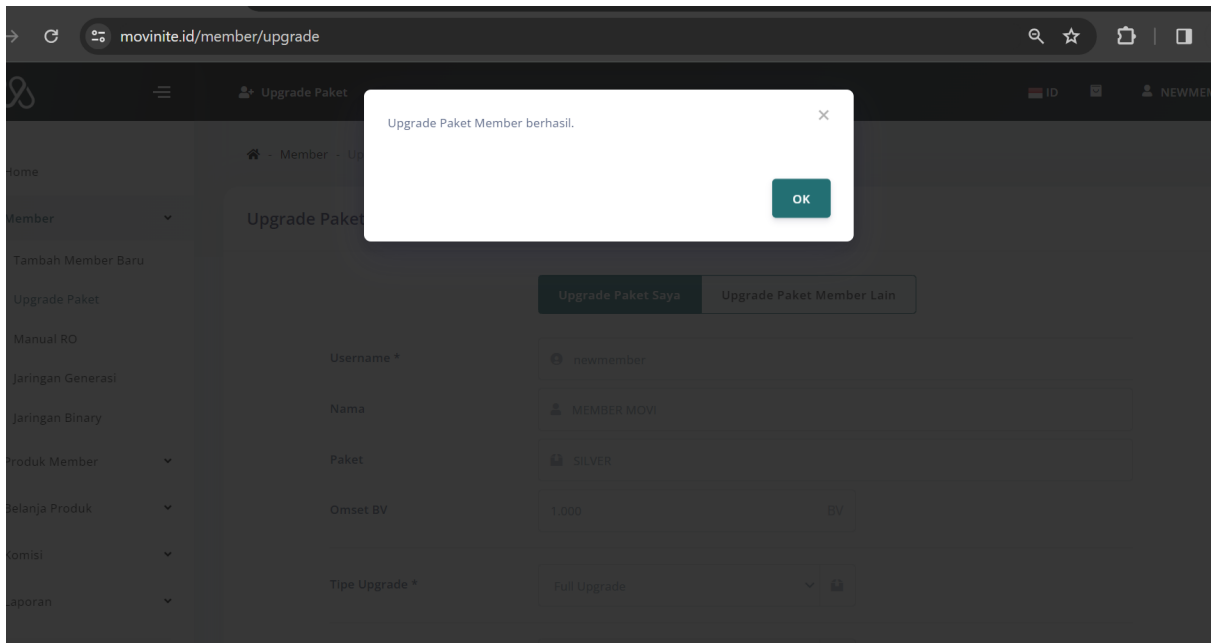 movinite.id/member/upgrade
Upgrade Paket
ID
NEWMEM
Upgrade Paket Member berhasil.
OK
- Member - Up
Home
Member
Tambah Member Baru
Upgrade Paket
Manual RO
Jaringan Generasi
Jaringan Binary
Produk Member
Belanja Produk
Komisi
Laporan
Upgrade Paket
Upgrade Paket Saya Upgrade Paket Member Lain
Username * newmember
Nama MEMBER MOVI
Paket SILVER
Omset BV 1.000 BV
Tipe Upgrade * Full Upgrade